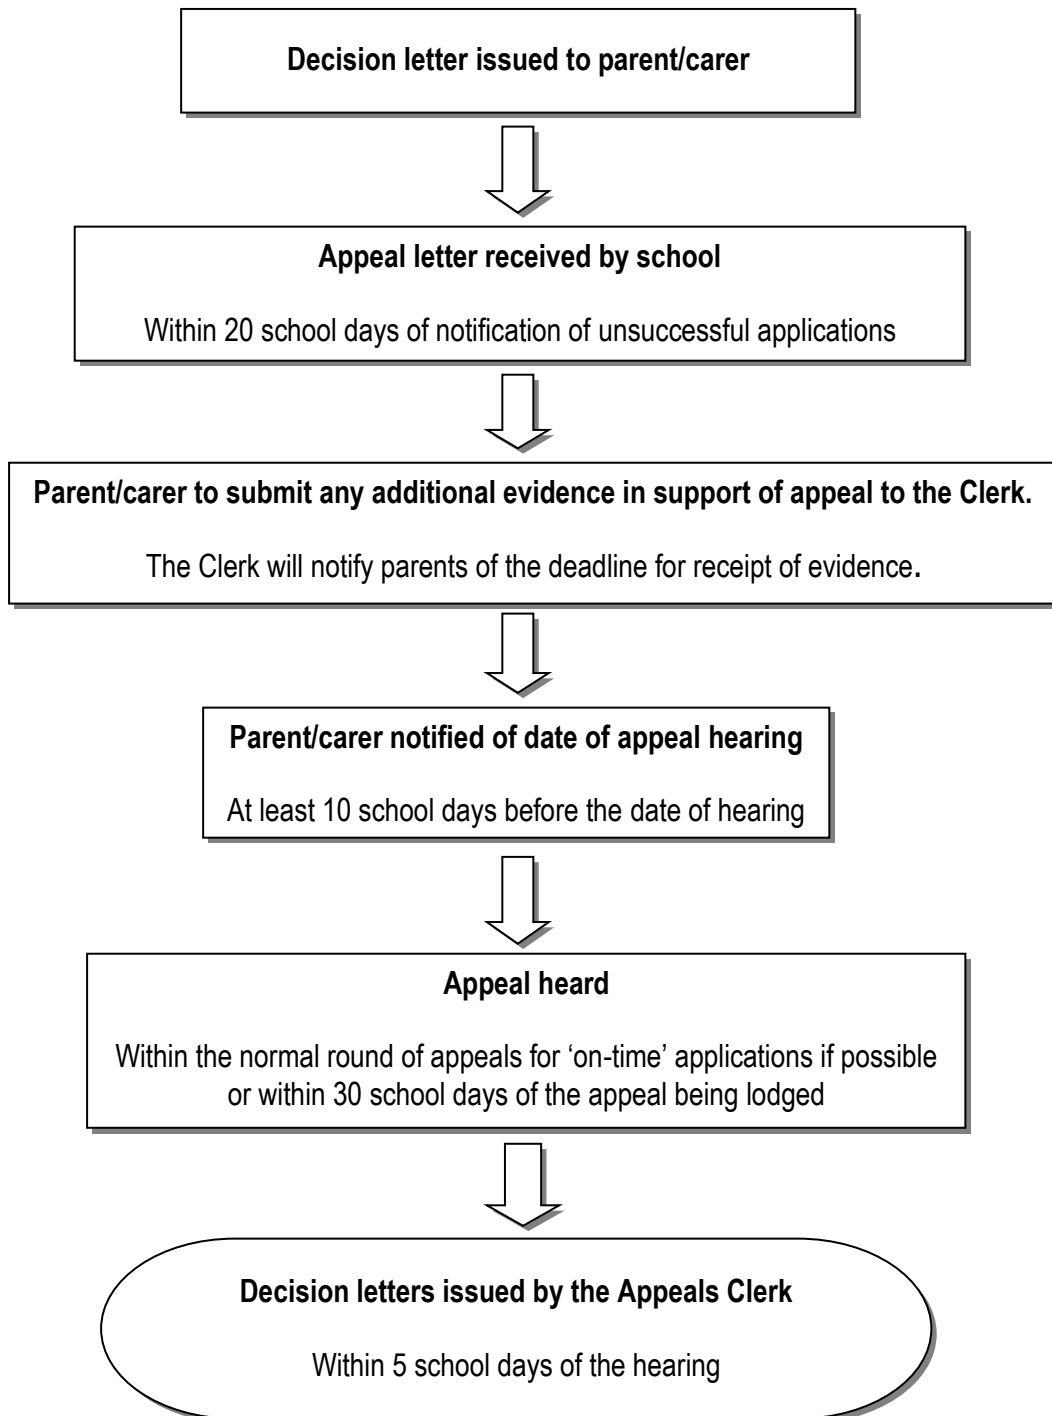 Decision letter issued to parent/carer
Appeal letter received by school
Within 20 school days of notification of unsuccessful applications
Parent/carer to submit any additional evidence in support of appeal to the Clerk.
The Clerk will notify parents of the deadline for receipt of evidence.
Parent/carer notified of date of appeal hearing
At least 10 school days before the date of hearing
Appeal heard
Within the normal round of appeals for ‘on-time’ applications if possible
or within 30 school days of the appeal being lodged
Decision letters issued by the Appeals Clerk
Within 5 school days of the hearing